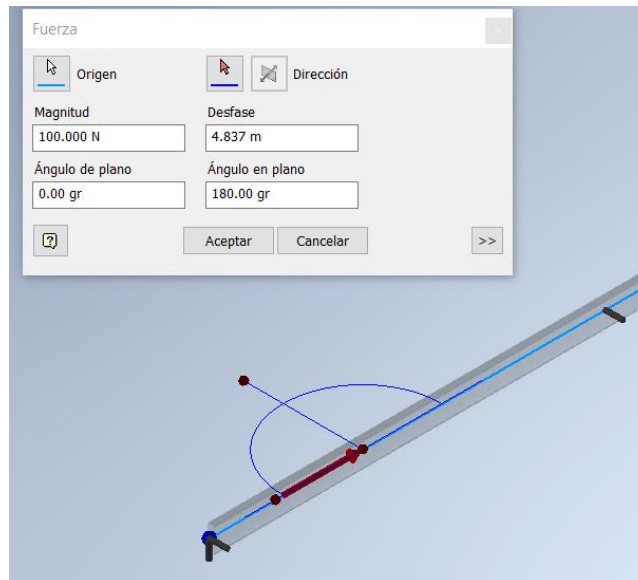 Fuerza
Origen Dirección
Magnitud Desfase
100.000 N 4.837 m
Ángulo de plano Ángulo en plano
0.00 gr 180.00 gr
Aceptar Cancelar >>